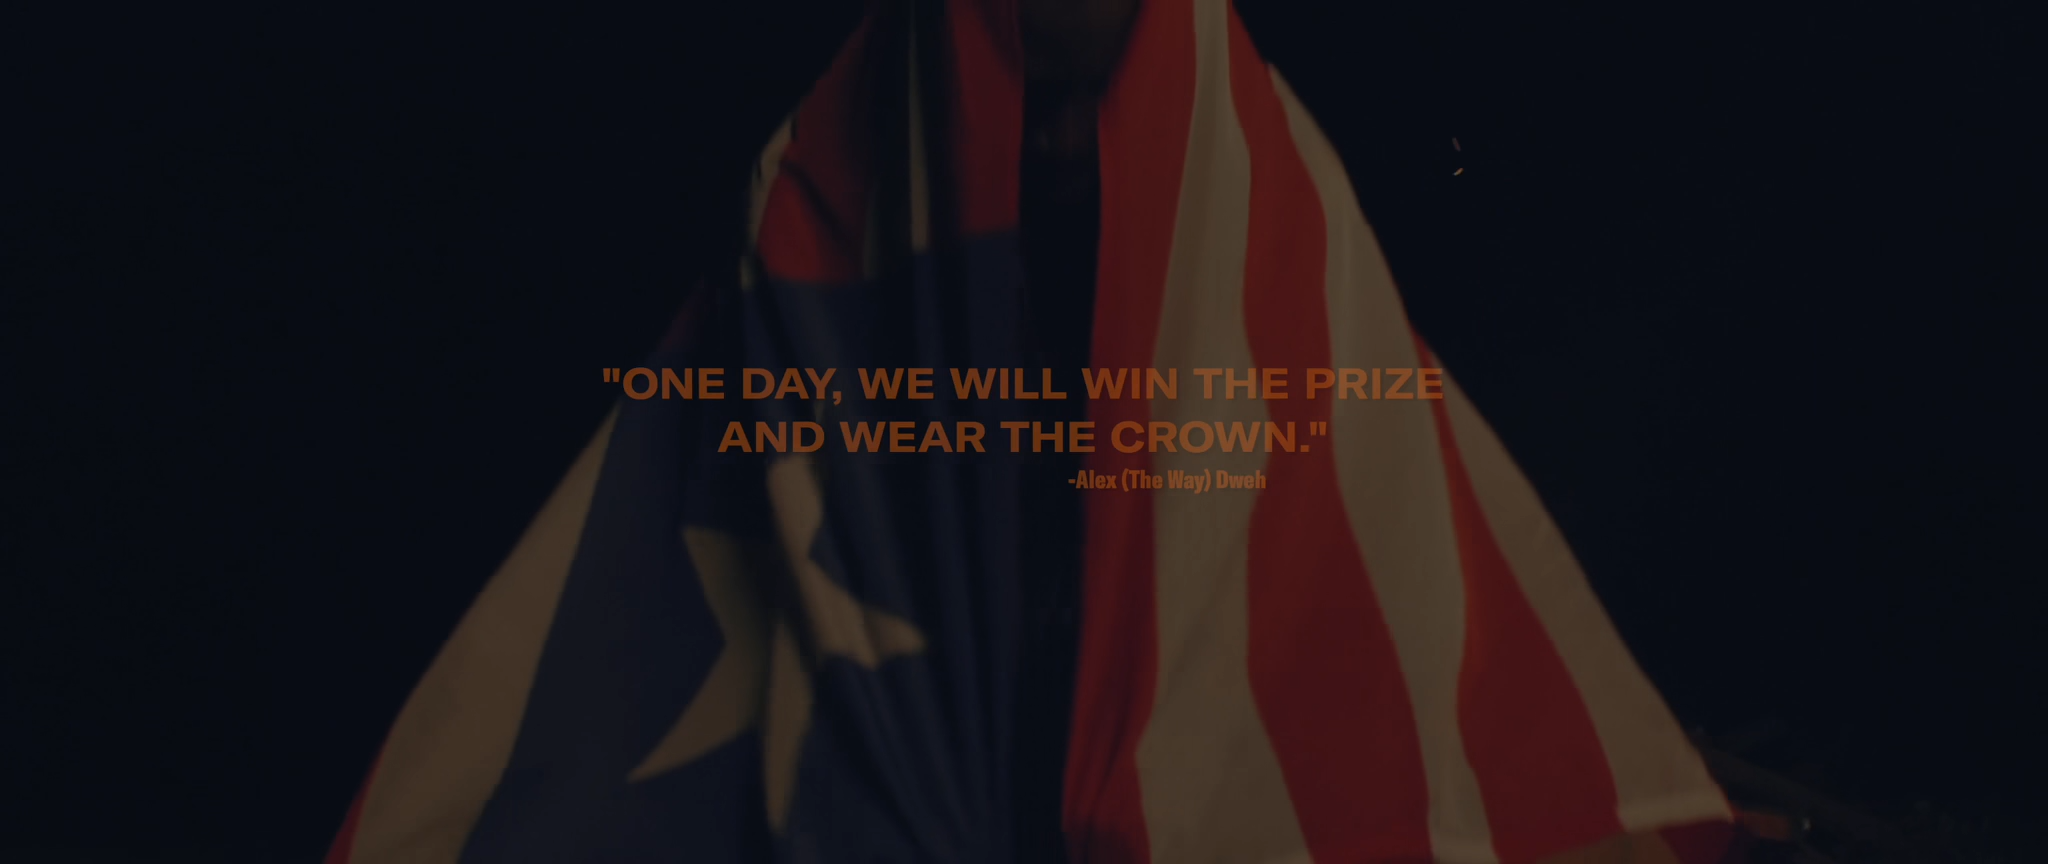 "ONE DAY, WE WILL WIN THE PRIZE
AND WEAR THE CROWN."
-Alex (The Way) Dweh